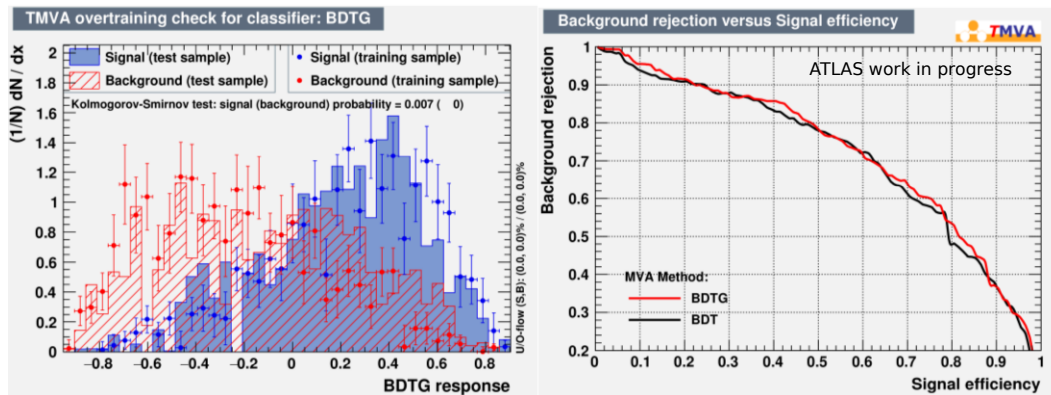 TMVA overtraining check for classifier: BDTG
(1/N) dN / dx
2
1.8
1.6
1.4
1.2
1
0.8
0.6
0.4
0.2
0
Signal (test sample)
Background (test sample)
Signal (training sample)
Background (training sample)
Kolmogorov-Smirnov test: signal (background) probability = 0.007 ( 0)
U/O-flow (S,B): (0.0, 0.0)% / (0.0, 0.0)%
-0.8 -0.6 -0.4 -0.2 0 0.2 0.4 0.6 0.8
BDTG response
Background rejection versus Signal efficiency
TMVA
ATLAS work in progress
Background rejection
1
0.9
0.8
0.7
0.6
0.5
0.4
0.3
0.2
MVA Method:
BDTG
BDT
0 0.1 0.2 0.3 0.4 0.5 0.6 0.7 0.8 0.9 1
Signal efficiency